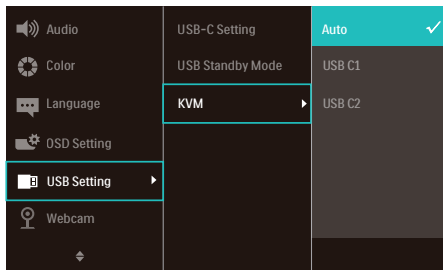 Audio
Color
Language
OSD Setting
USB Setting
Webcam
USB-C Setting
USB Standby Mode
KVM
Auto
USB C1
USB C2